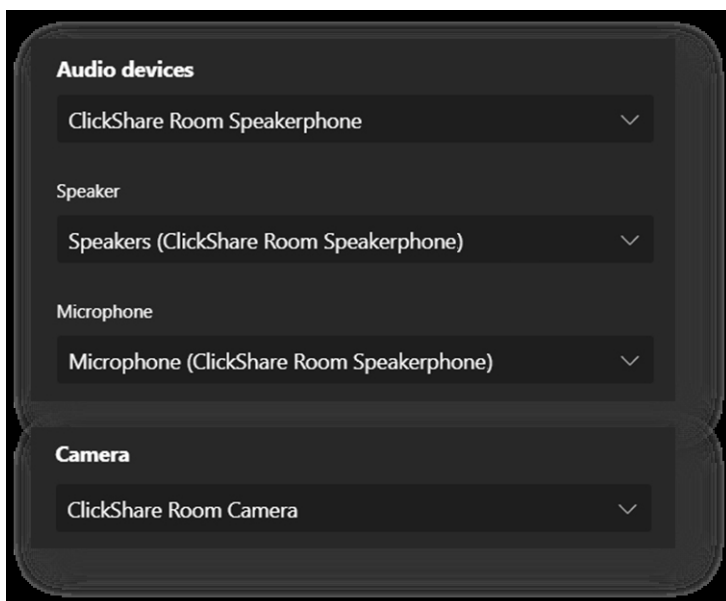 Audio devices
ClickShare Room Speakerphone
Speaker
Speakers (ClickShare Room Speakerphone)
Microphone
Microphone (ClickShare Room Speakerphone)
Camera
ClickShare Room Camera